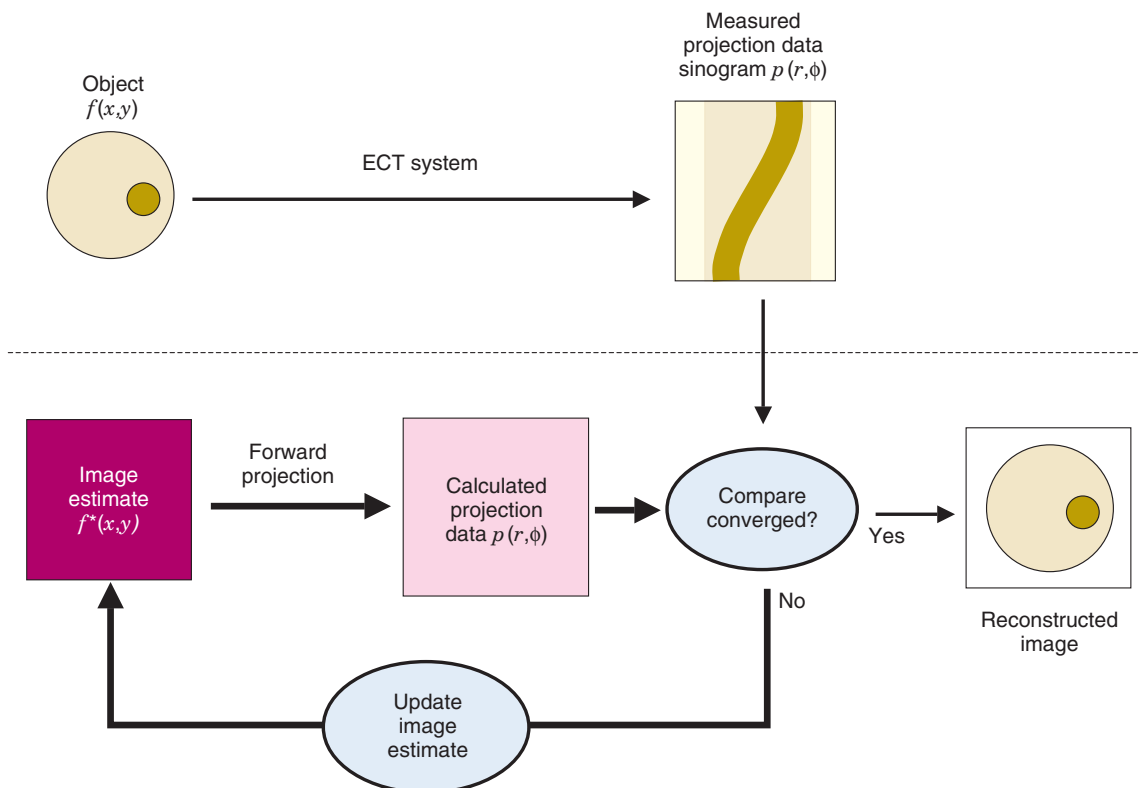 Measured
projection data
sinogram p (r,ϕ)
Object
f(x,y)
ECT system
Image
estimate
f*(x,y)
Forward
projection
Calculated
projection
data p (r,ϕ)
Compare
converged?
Yes
No
Reconstructed
image
Update
image
estimate